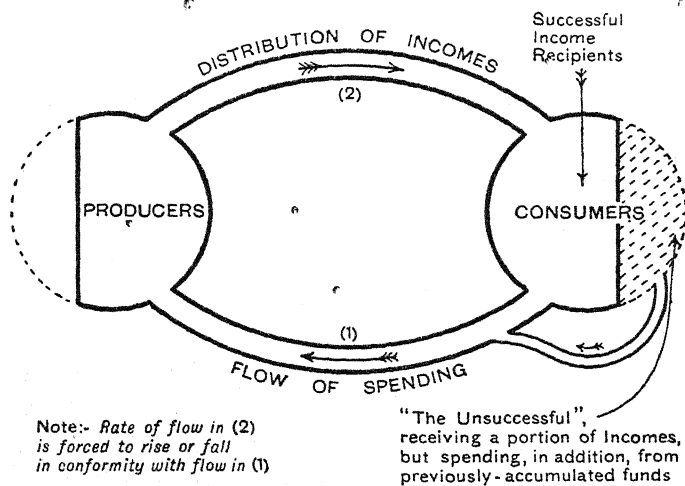 Successful
Income
Recipients
DISTRIBUTION OF INCOMES
(2)
PRODUCERS
CONSUMERS
(1)
FLOW OF SPENDING
Note:- Rate of flow in (2)
is forced to rise or fall
in conformity with flow in (1)
"The Unsuccessful",
receiving a portion of Incomes,
but spending, in addition, from
previously-accumulated funds